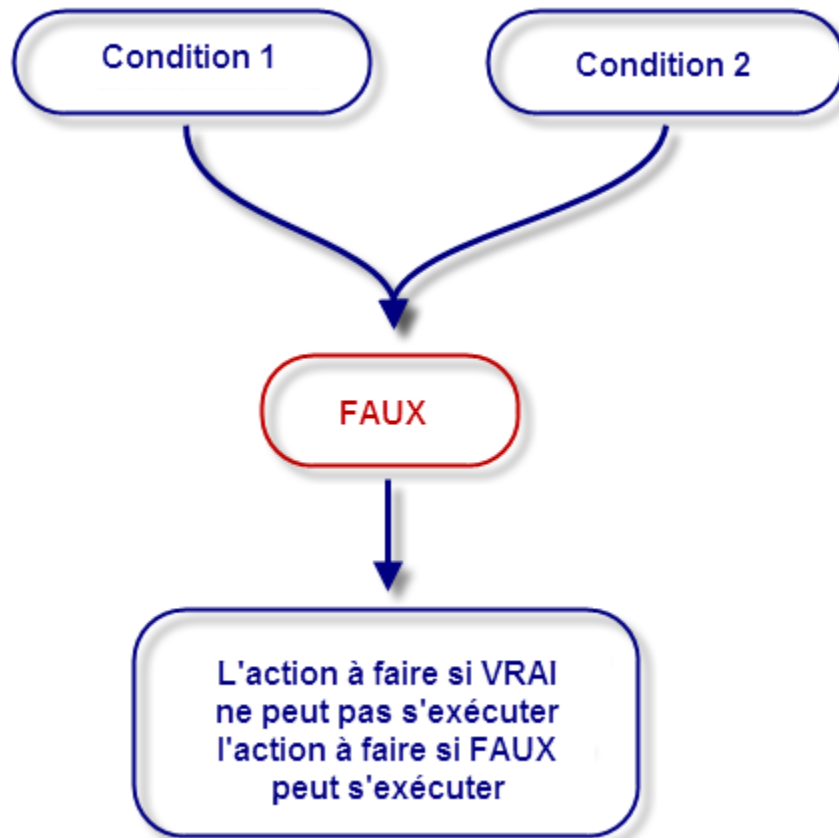 Condition 1
Condition 2
FAUX
L'action à faire si VRAI
ne peut pas s'exécuter
l'action à faire si FAUX
peut s'exécuter